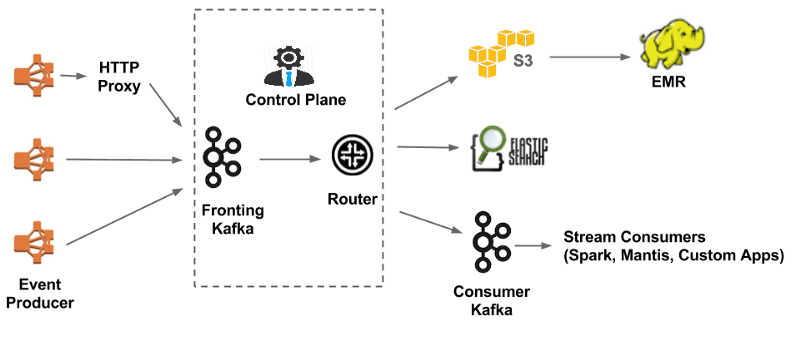 HTTP
Proxy
Control Plane
S3
EMR
ELASTIC
SEARCH
Router
Fronting
Kafka
Event
Producer
Consumer
Kafka
Stream Consumers
(Spark, Mantis, Custom Apps)